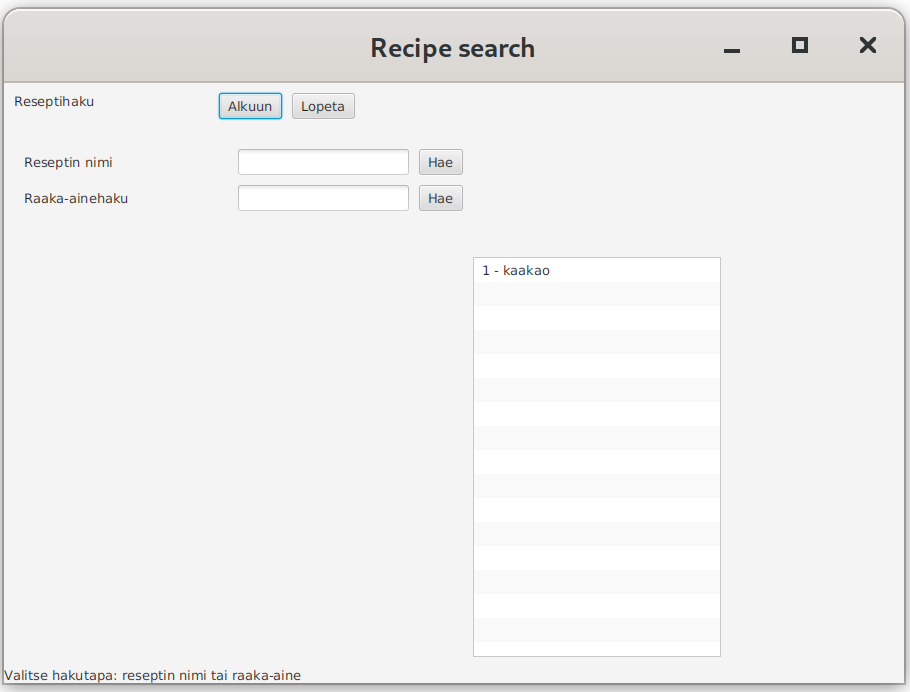 Recipe search
Reseptihaku Alkuun Lopeta
Reseptin nimi Hae
Raaka-ainehaku Hae
1 - kaakao
Valitse hakutapa: reseptin nimi tai raaka-aine